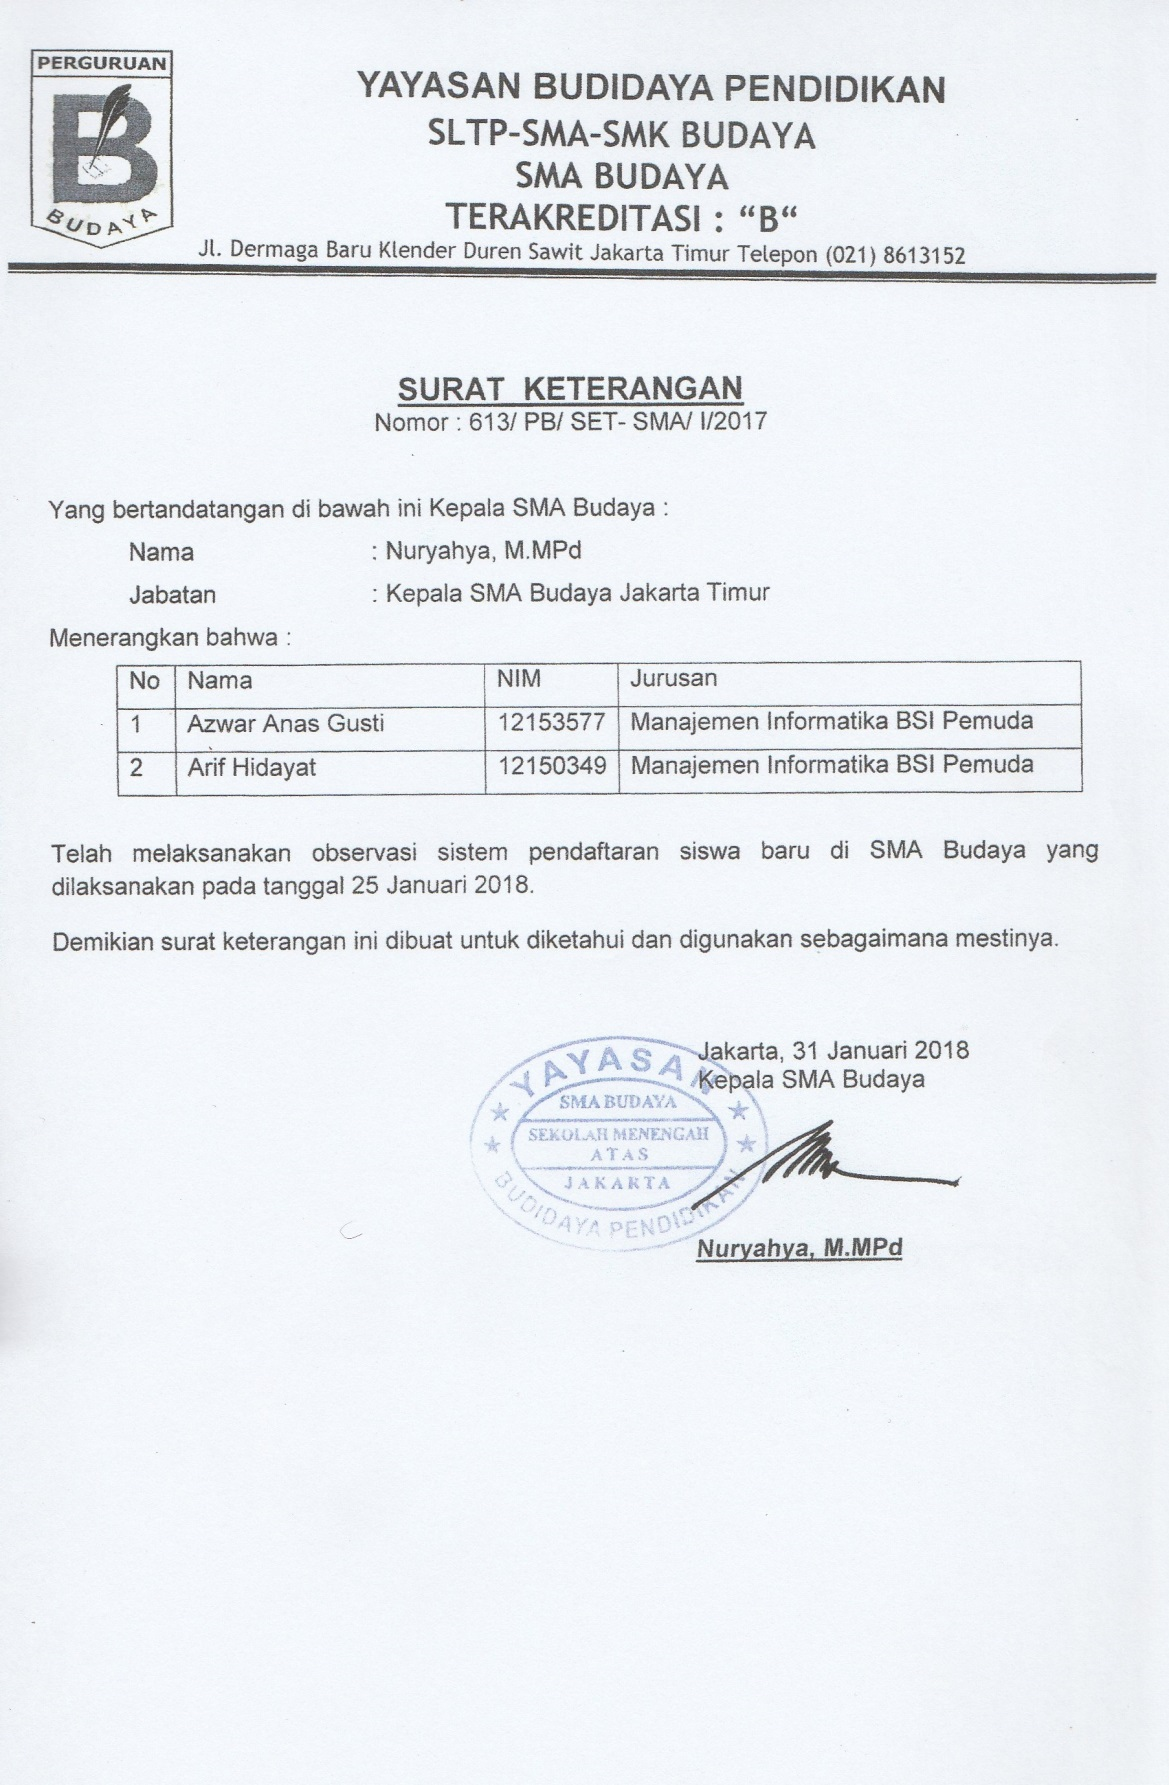 PERGURUAN
B
BUDAYA
YAYASAN BUDIDAYA PENDIDIKAN
SLTP-SMA-SMK BUDAYA
SMA BUDAYA
TERAKREDITASI : “B“
Jl. Dermaga Baru Klender Duren Sawit Jakarta Timur Telepon (021) 8613152
SURAT KETERANGAN
Nomor : 613/ PB/ SET- SMA/ I/2017
Yang bertandatangan di bawah ini Kepala SMA Budaya :
Nama : Nuryahya, M.MPd
Jabatan : Kepala SMA Budaya Jakarta Timur
Menerangkan bahwa :
No Nama NIM Jurusan
1 Azwar Anas Gusti 12153577 Manajemen Informatika BSI Pemuda
2 Arif Hidayat 12150349 Manajemen Informatika BSI Pemuda
Telah melaksanakan observasi sistem pendaftaran siswa baru di SMA Budaya yang
dilaksanakan pada tanggal 25 Januari 2018.
Demikian surat keterangan ini dibuat untuk diketahui dan digunakan sebagaimana mestinya.
Jakarta, 31 Januari 2018
Kepala SMA Budaya
YAYASAN
SMA BUDAYA
SEKOLAH MENENGAH
ATAS
JAKARTA
BUDIDAYA PENDIDIKAN
Nuryahya, M.MPd